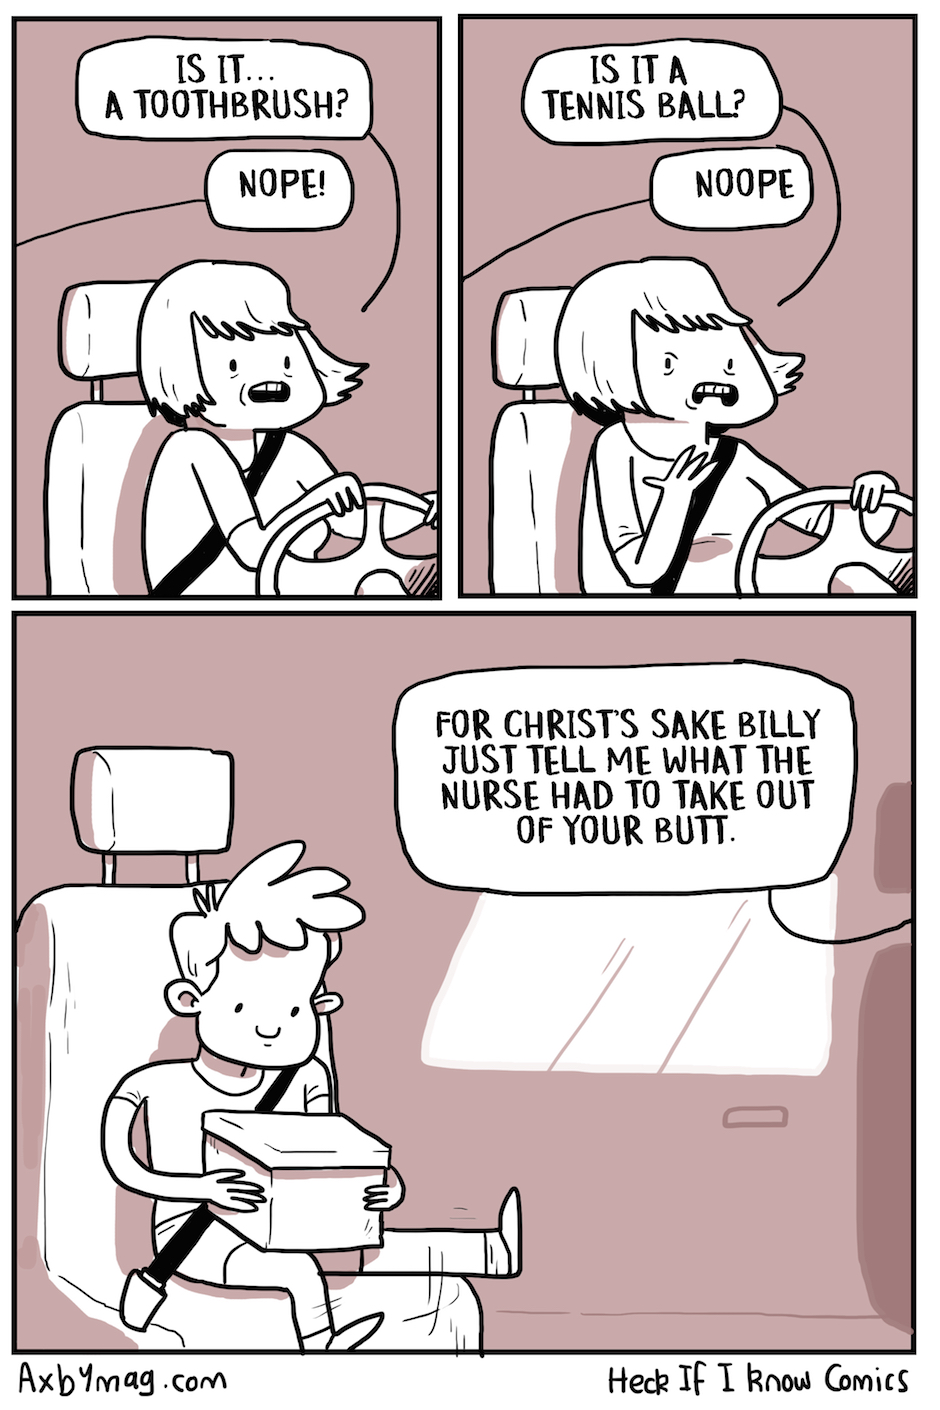 IS IT...
A TOOTHBRUSH?
NOPE!
IS IT A
TENNIS BALL?
NOOPE
FOR CHRIST'S SAKE BILLY
JUST TELL ME WHAT THE
NURSE HAD TO TAKE OUT
OF YOUR BUTT.
AxbYmag.com
Heck If I know Comics